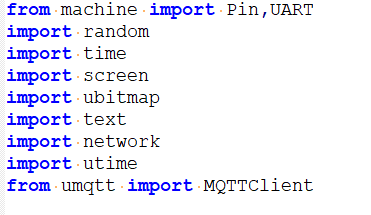 from machine import Pin,UART
import random
import time
import screen
import ubitmap
import text
import network
import utime
from umqtt import MQTTClient